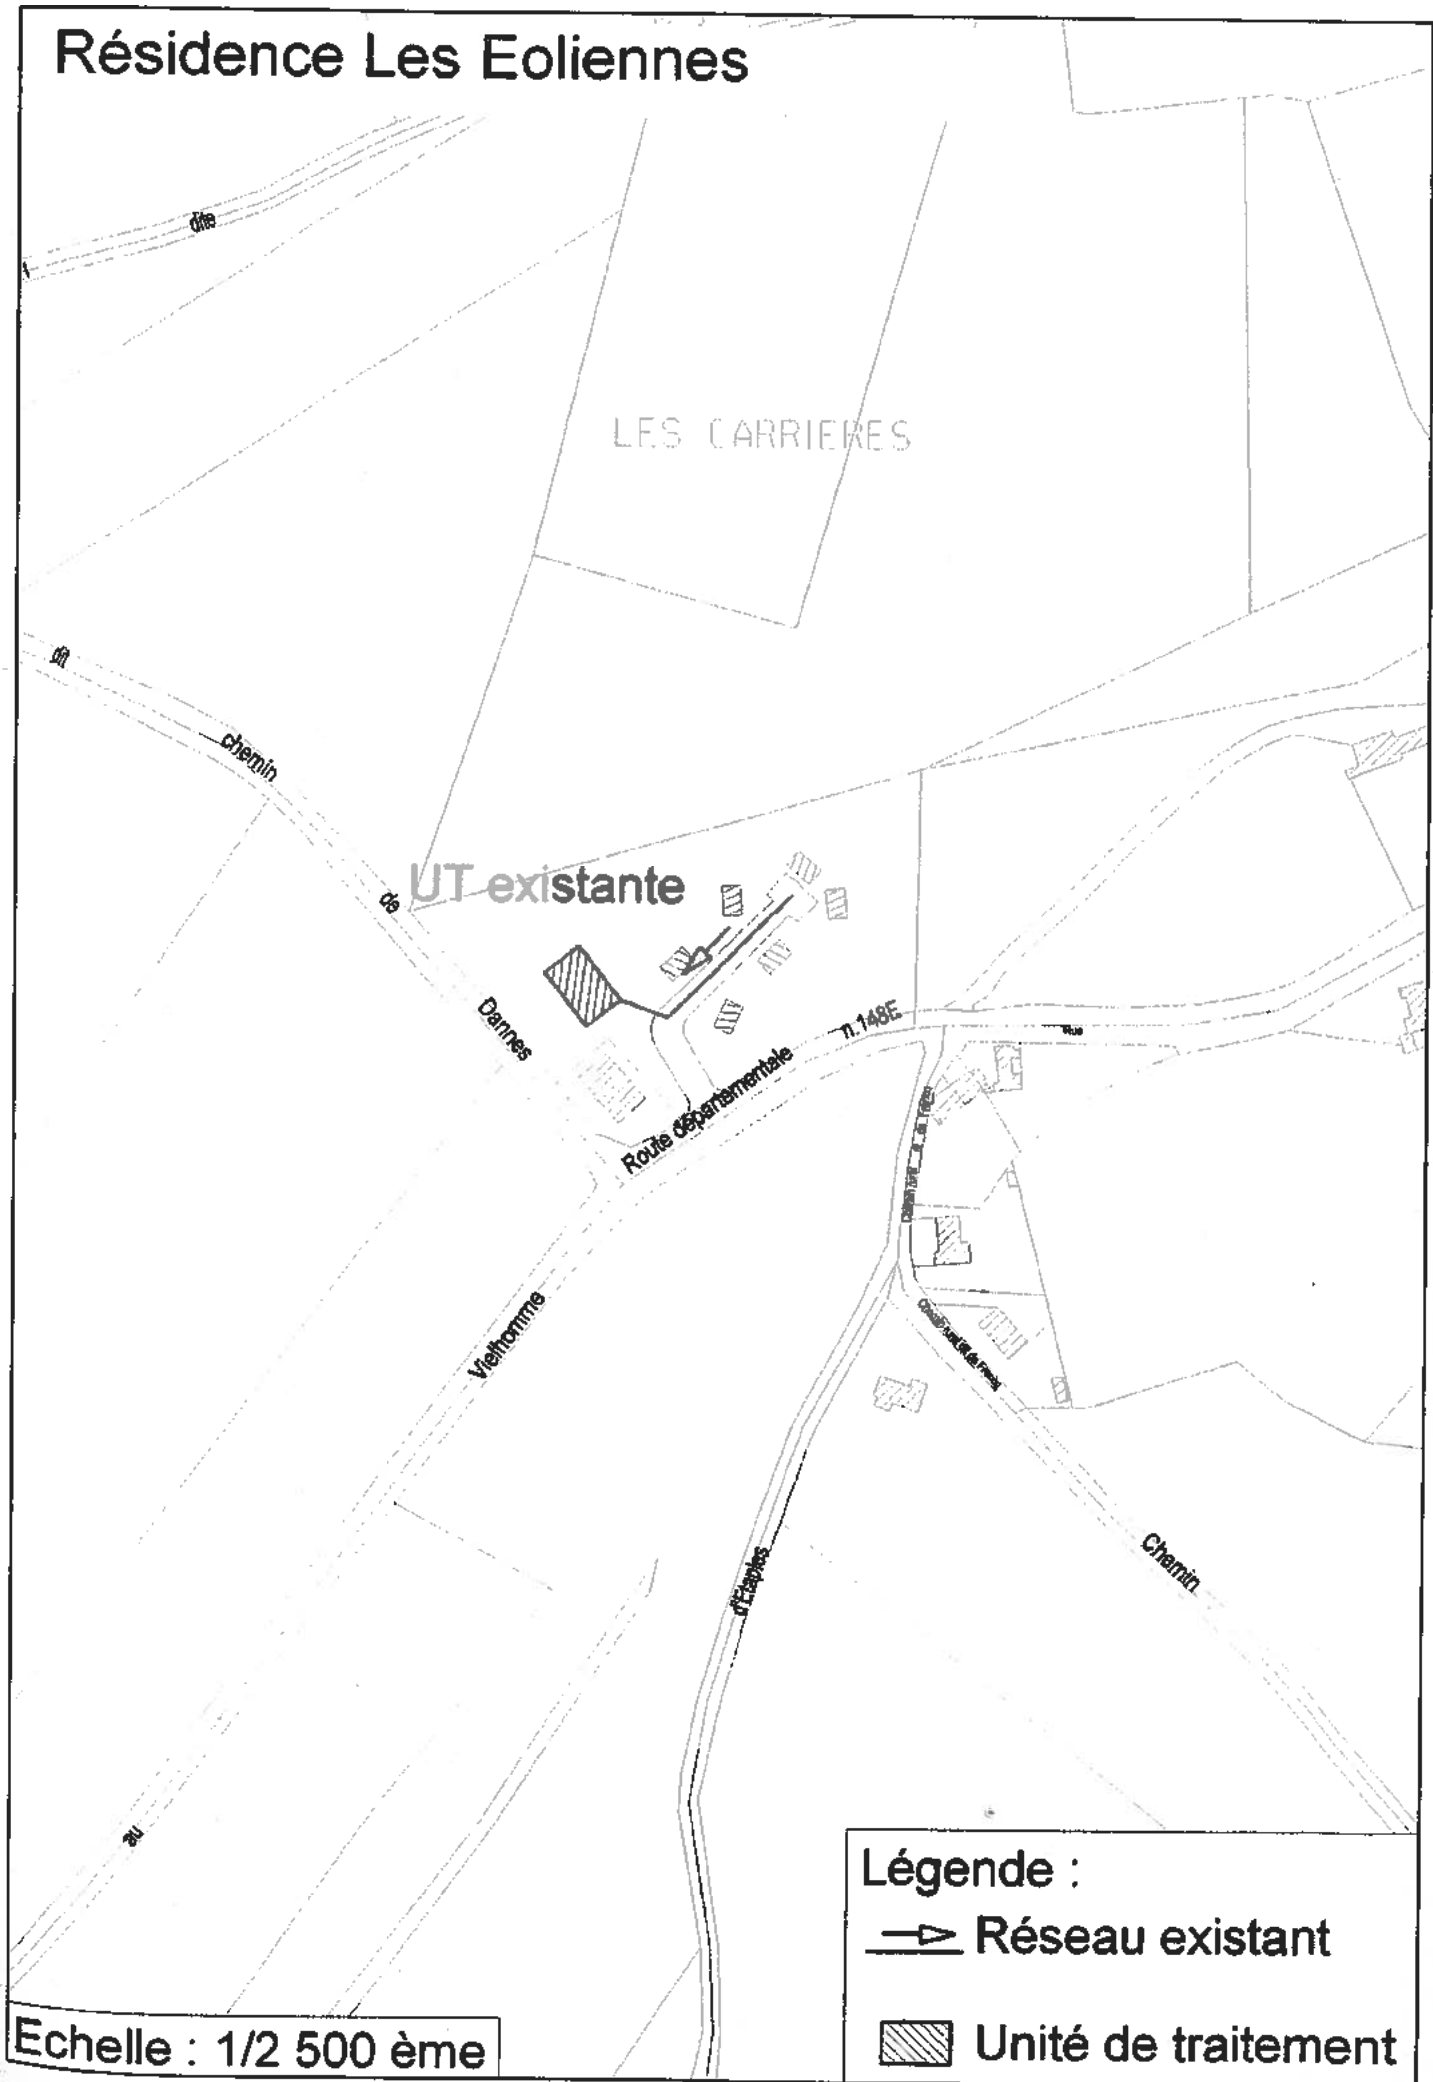 Résidence Les Eoliennes
dite
LES CARRIERES
dit
chemin
de
UT existante
Dannes
n.148E
Rue
Route départementale
Vielhomme
d'Etaples
Chemin
au
Légende :
Réseau existant
Unité de traitement
Echelle : 1/2 500 ème